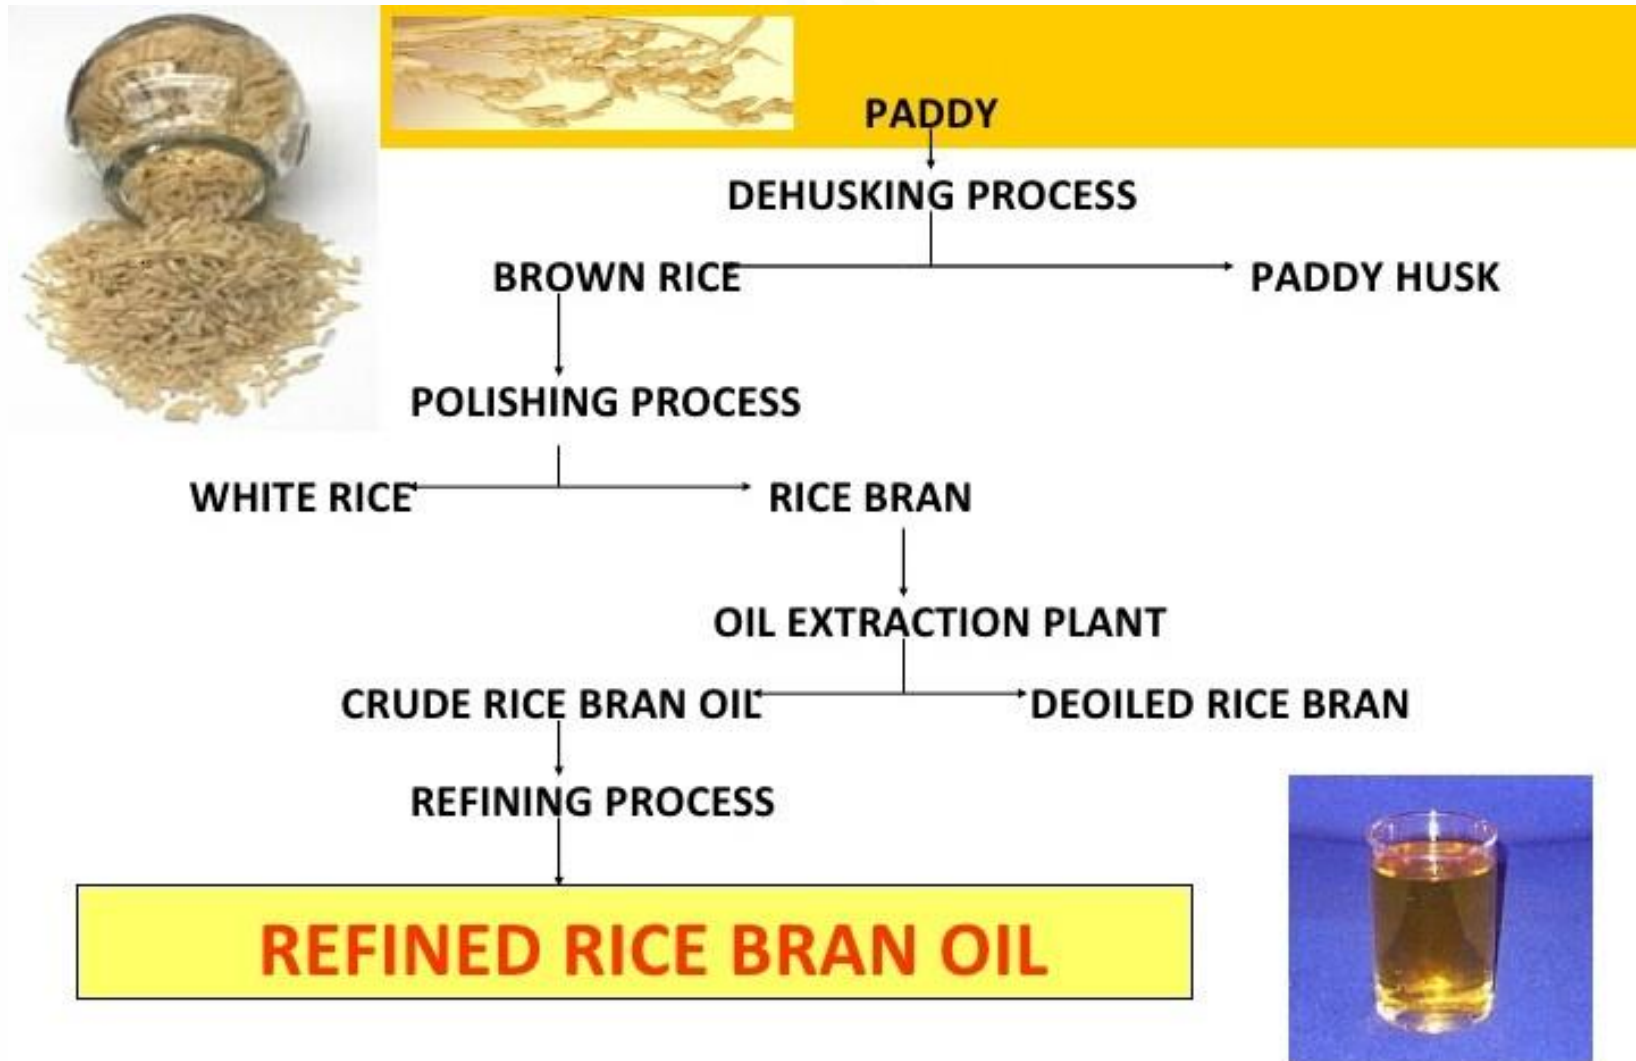 PADDY
DEHUSKING PROCESS
BROWN RICE
PADDY HUSK
POLISHING PROCESS
WHITE RICE
RICE BRAN
OIL EXTRACTION PLANT
CRUDE RICE BRAN OIL
DEOILED RICE BRAN
REFINING PROCESS
REFINED RICE BRAN OIL